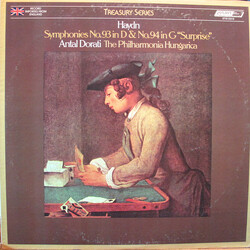 TREASURY SERIES
Haydn
Symphonies No.93 in D & No.94 in G "Surprise"
Antal Dorati The Philharmonia Hungarica